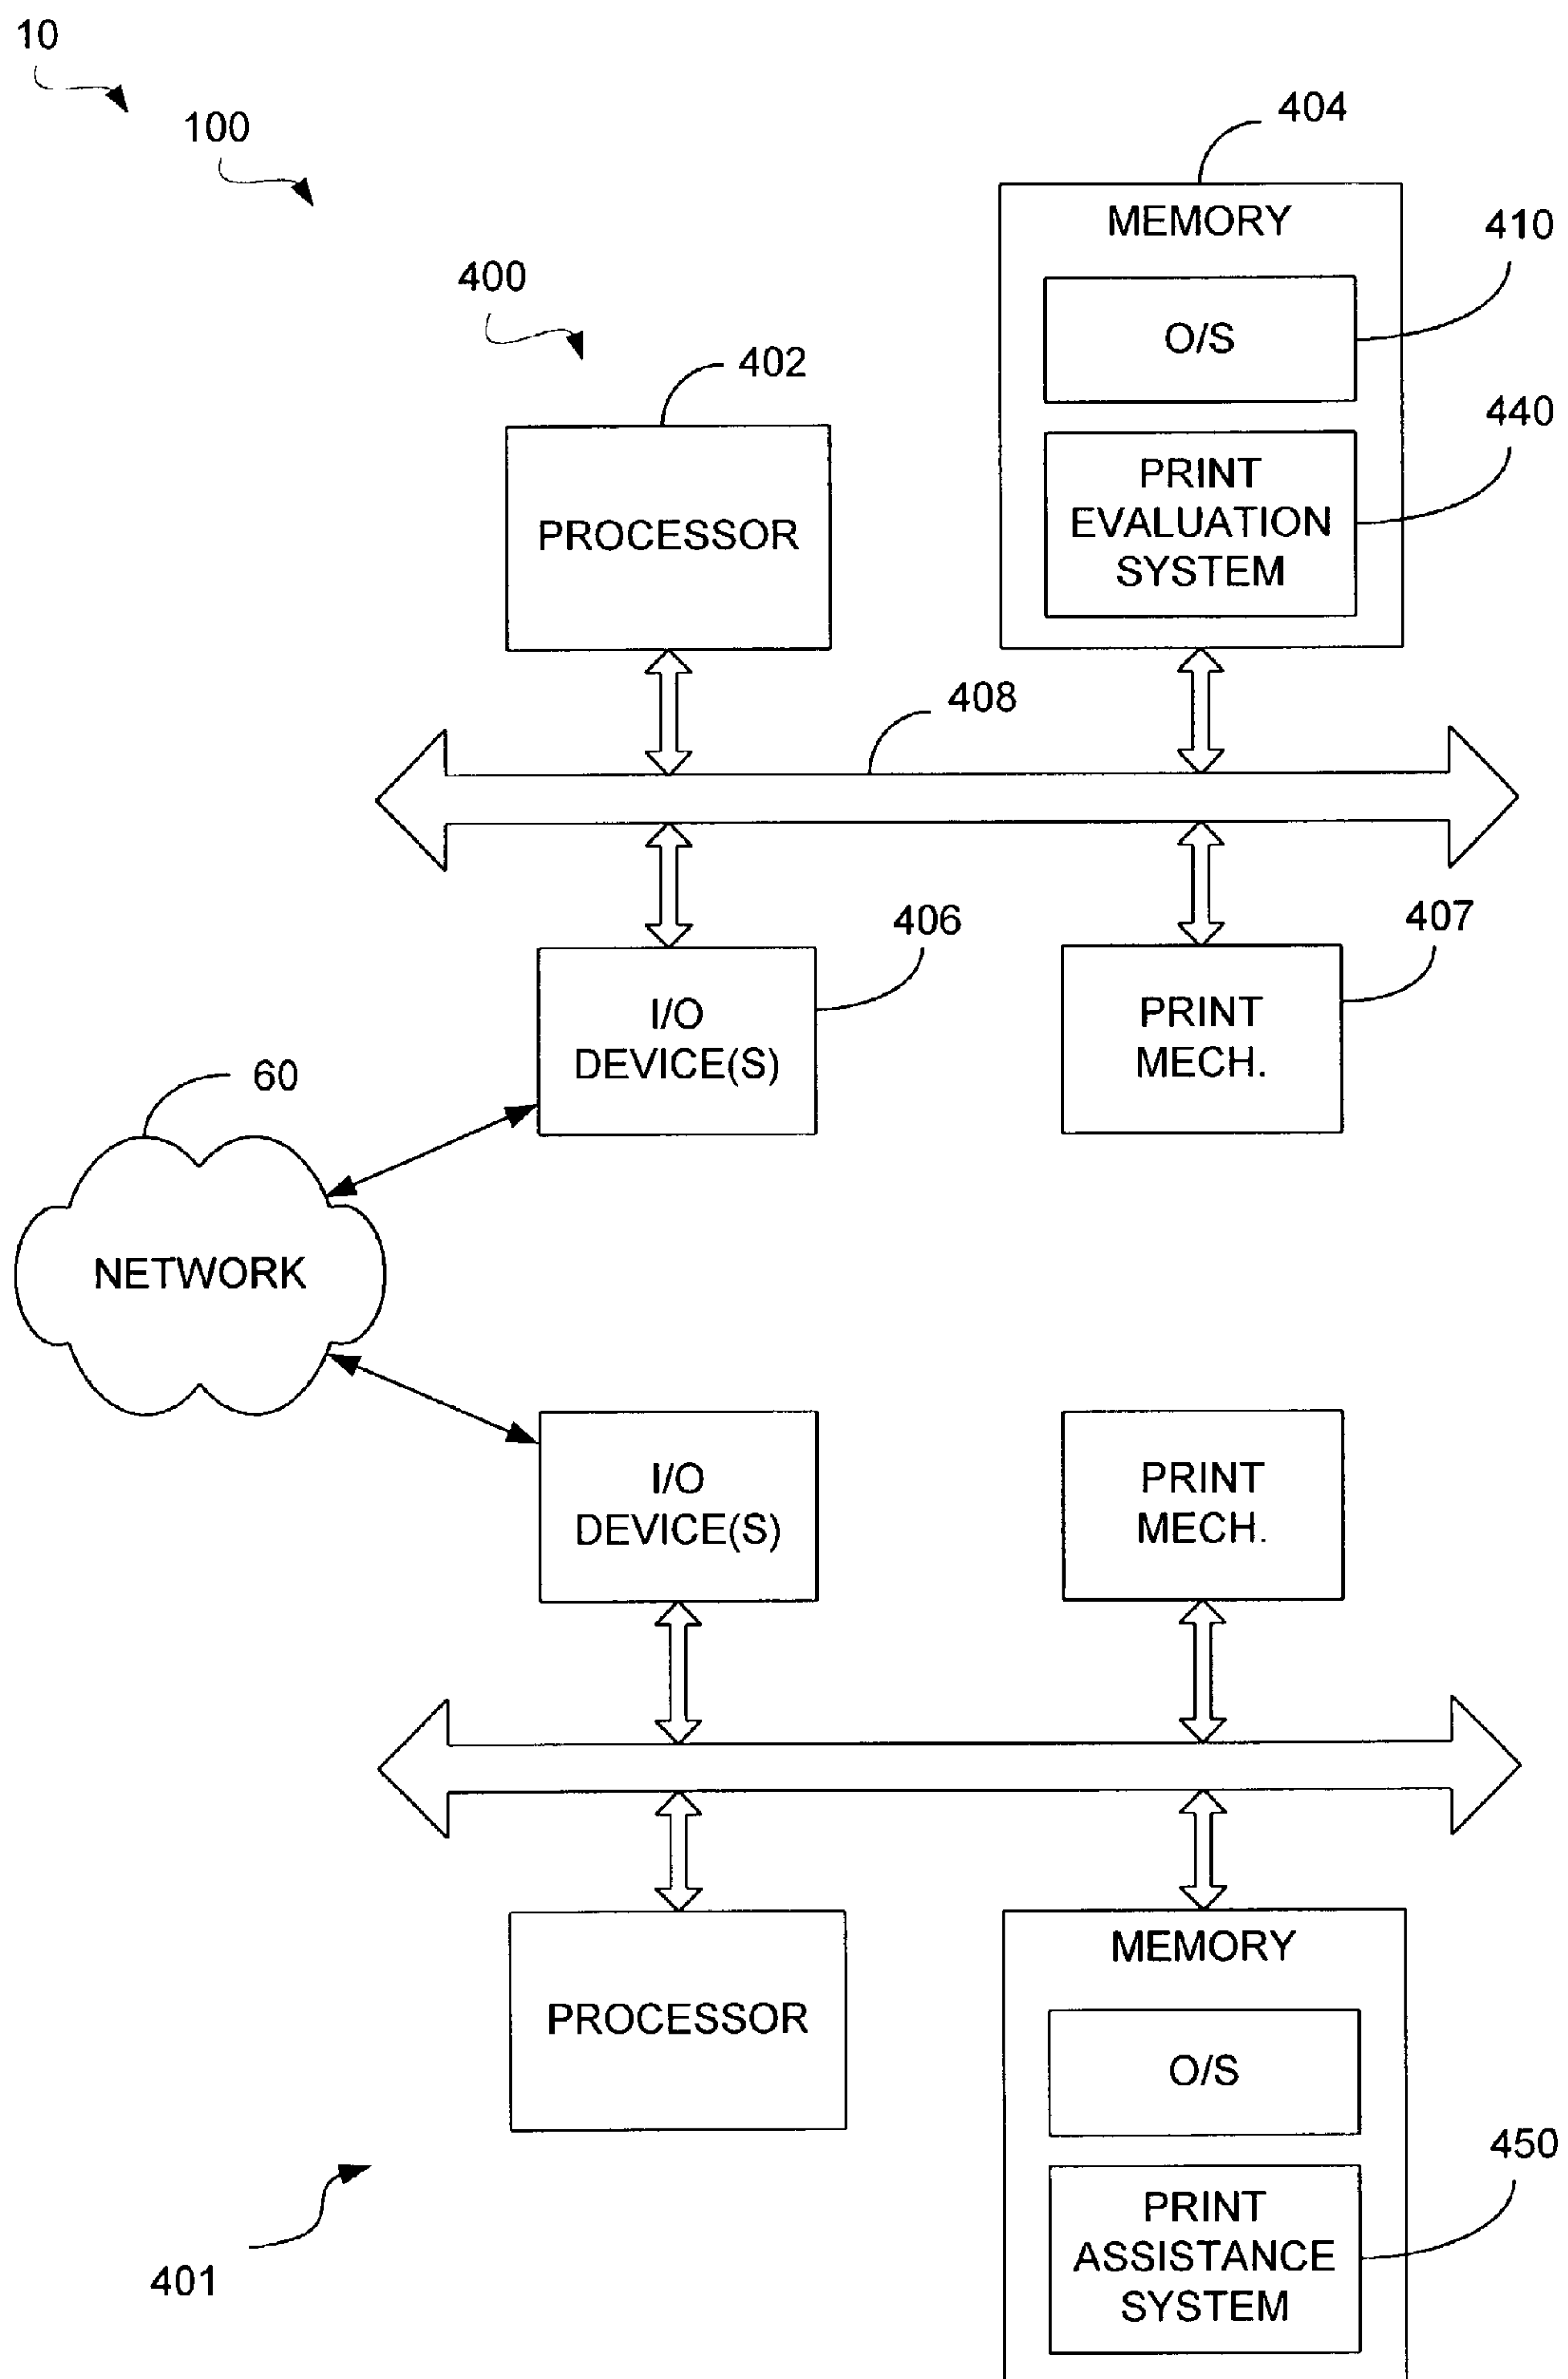 10
100
404
MEMORY
410
400
O/S
402
440
PRINT
EVALUATION
SYSTEM
PROCESSOR
408
406
407
I/O
DEVICE(S)
PRINT
MECH.
60
NETWORK
I/O
DEVICE(S)
PRINT
MECH.
MEMORY
PROCESSOR
O/S
450
PRINT
ASSISTANCE
SYSTEM
401